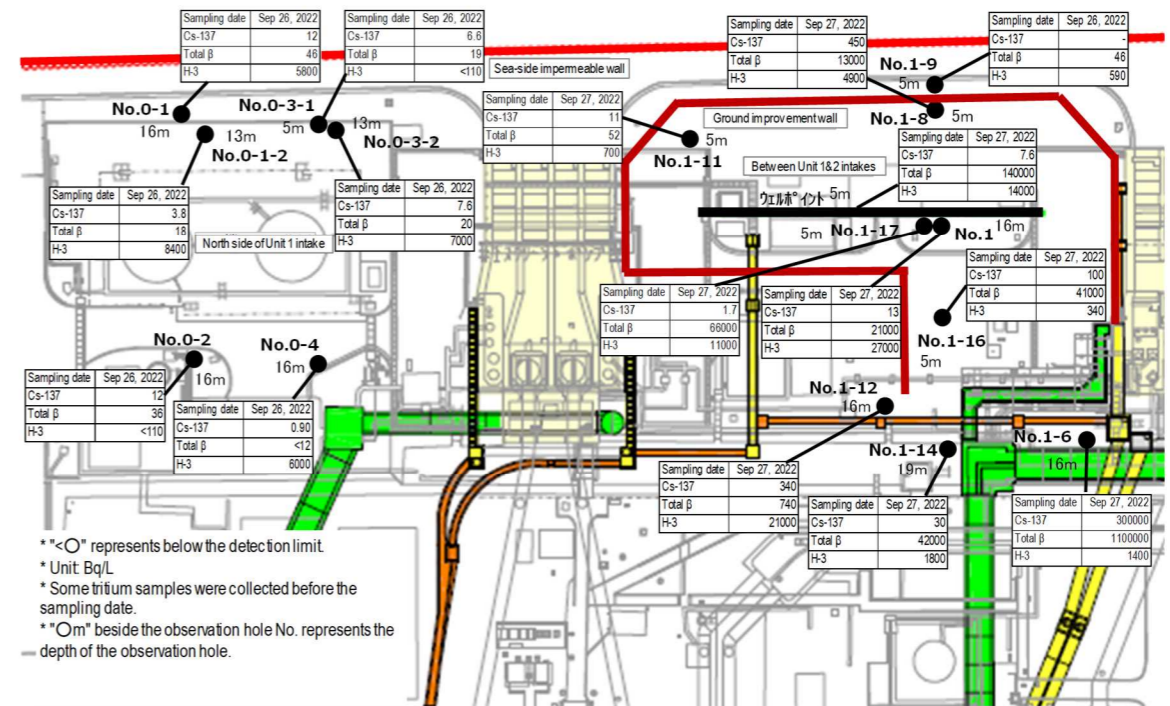 Sampling date Sep 26, 2022
Cs-137 12
Total β 46
H-3 5800
Sampling date Sep 26, 2022
Cs-137 6.6
Total β 19
H-3 <110
Sampling date Sep 27, 2022
Cs-137 450
Total β 13000
H-3 4900
Sampling date Sep 26, 2022
Cs-137 -
Total β 46
H-3 590
Sea-side impermeable wall
No.1-9
5m
No.0-1
16m
No.0-3-1
5m
13m
No.0-3-2
13m
No.0-1-2
Sampling date Sep 27, 2022
Cs-137 11
Total β 52
H-3 700
5m
No.1-11
Ground improvement wall
No.1-8
5m
Sampling date Sep 27, 2022
Cs-137 7.6
Total β 140000
H-3 14000
Between Unit 1&2 intakes
ウェルポイント 5m
Sampling date Sep 26, 2022
Cs-137 3.8
Total β 18
H-3 8400
North side of Unit 1 intake
Sampling date Sep 26, 2022
Cs-137 7.6
Total β 20
H-3 7000
5m No.1-17
No.1 16m
Sampling date Sep 27, 2022
Cs-137 100
Total β 41000
H-3 340
Sampling date Sep 27, 2022
Cs-137 1.7
Total β 66000
H-3 11000
Sampling date Sep 27, 2022
Cs-137 13
Total β 21000
H-3 27000
No.1-16
5m
No.0-2
16m
No.0-4
16m
Sampling date Sep 26, 2022
Cs-137 12
Total β 36
H-3 <110
Sampling date Sep 26, 2022
Cs-137 0.90
Total β <12
H-3 6000
No.1-12
16m
No.1-14
19m
No.1-6
16m
Sampling date Sep 27, 2022
Cs-137 340
Total β 740
H-3 21000
Sampling date Sep 27, 2022
Cs-137 30
Total β 42000
H-3 1800
Sampling date Sep 27, 2022
Cs-137 300000
Total β 1100000
H-3 1400
* "<○" represents below the detection limit.
* Unit: Bq/L
* Some tritium samples were collected before the
sampling date.
* "○m" beside the observation hole No. represents the
depth of the observation hole.